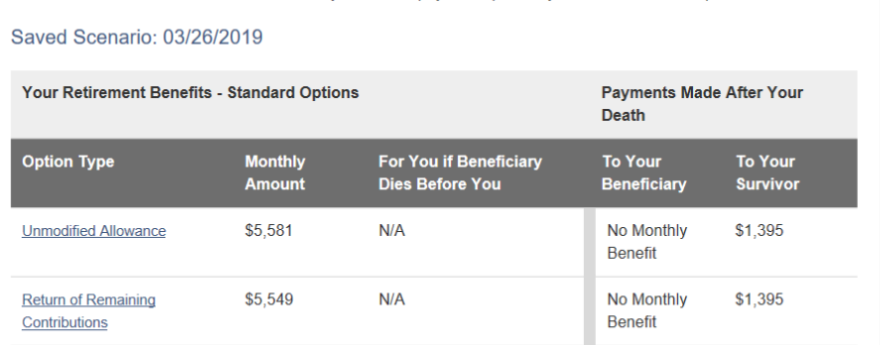 Saved Scenario: 03/26/2019
Your Retirement Benefits - Standard Options
Payments Made After Your
Death
Option Type
Monthly
Amount
For You if Beneficiary
Dies Before You
To Your
Beneficiary
To Your
Survivor
Unmodified Allowance
$5,581
N/A
No Monthly
Benefit
$1,395
Return of Remaining
Contributions
$5,549
N/A
No Monthly
Benefit
$1,395